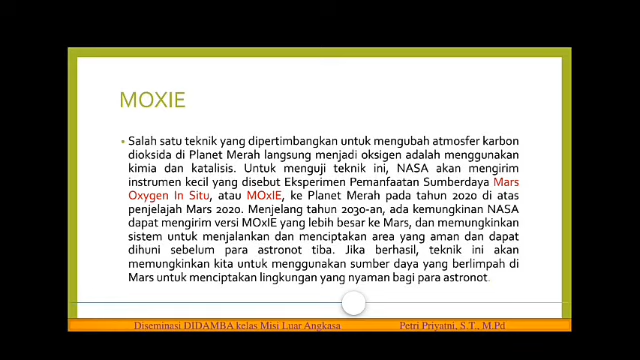 MOXIE
Salah satu teknik yang dipertimbangkan untuk mengubah atmosfer karbon
dioksida di Planet Merah langsung menjadi oksigen adalah menggunakan
kimia dan katalisis. Untuk menguji teknik ini, NASA akan mengirim
instrumen kecil yang disebut Eksperimen Pemanfaatan Sumberdaya Mars
Oxygen In Situ, atau MOxIE, ke Planet Merah pada tahun 2020 di atas
penjelajah Mars 2020. Menjelang tahun 2030-an, ada kemungkinan NASA
dapat mengirim versi MOxIE yang lebih besar ke Mars, dan memungkinkan
sistem untuk menjalankan dan menciptakan area yang aman dan dapat
dihuni sebelum para astronot tiba. Jika berhasil, teknik ini akan
memungkinkan kita untuk menggunakan sumber daya yang berlimpah di
Mars untuk menciptakan lingkungan yang nyaman bagi para astronot.
Diseminasi DIDAMBA kelas Misi Luar Angkasa Petri Priyatni, S.T., M.Pd